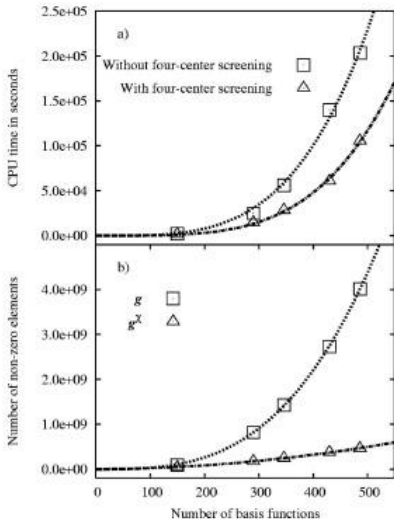 2.5e+05
a)
Without four-center screening
2.0e+05
With four-center screening
1.5e+05
1.0e+05
5.0e+04
0.0e+00
CPU time in seconds
b)
4.0e+09
g
gχ
3.0e+09
2.0e+09
1.0e+09
0.0e+00
Number of non-zero elements
0 100 200 300 400 500
Number of basis functions